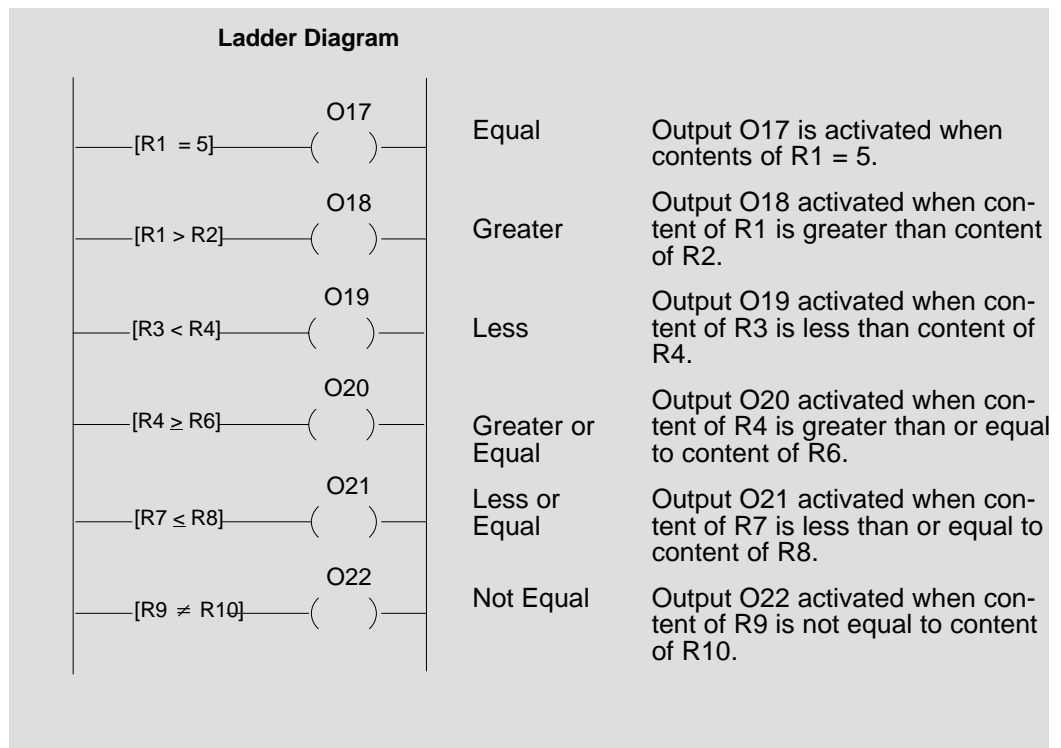 Ladder Diagram
O17
[R1 = 5]
Equal
Output O17 is activated when
contents of R1 = 5.
O18
[R1 > R2]
Greater
Output O18 activated when con-
tent of R1 is greater than content
of R2.
O19
[R3 < R4]
Less
Output O19 activated when con-
tent of R3 is less than content of
R4.
O20
[R4 ≥ R6]
Greater or
Equal
Output O20 activated when con-
tent of R4 is greater than or equal
to content of R6.
O21
[R7 ≤ R8]
Less or
Equal
Output O21 activated when con-
tent of R7 is less than or equal to
content of R8.
O22
[R9 ≠ R10]
Not Equal
Output O22 activated when con-
tent of R9 is not equal to content
of R10.